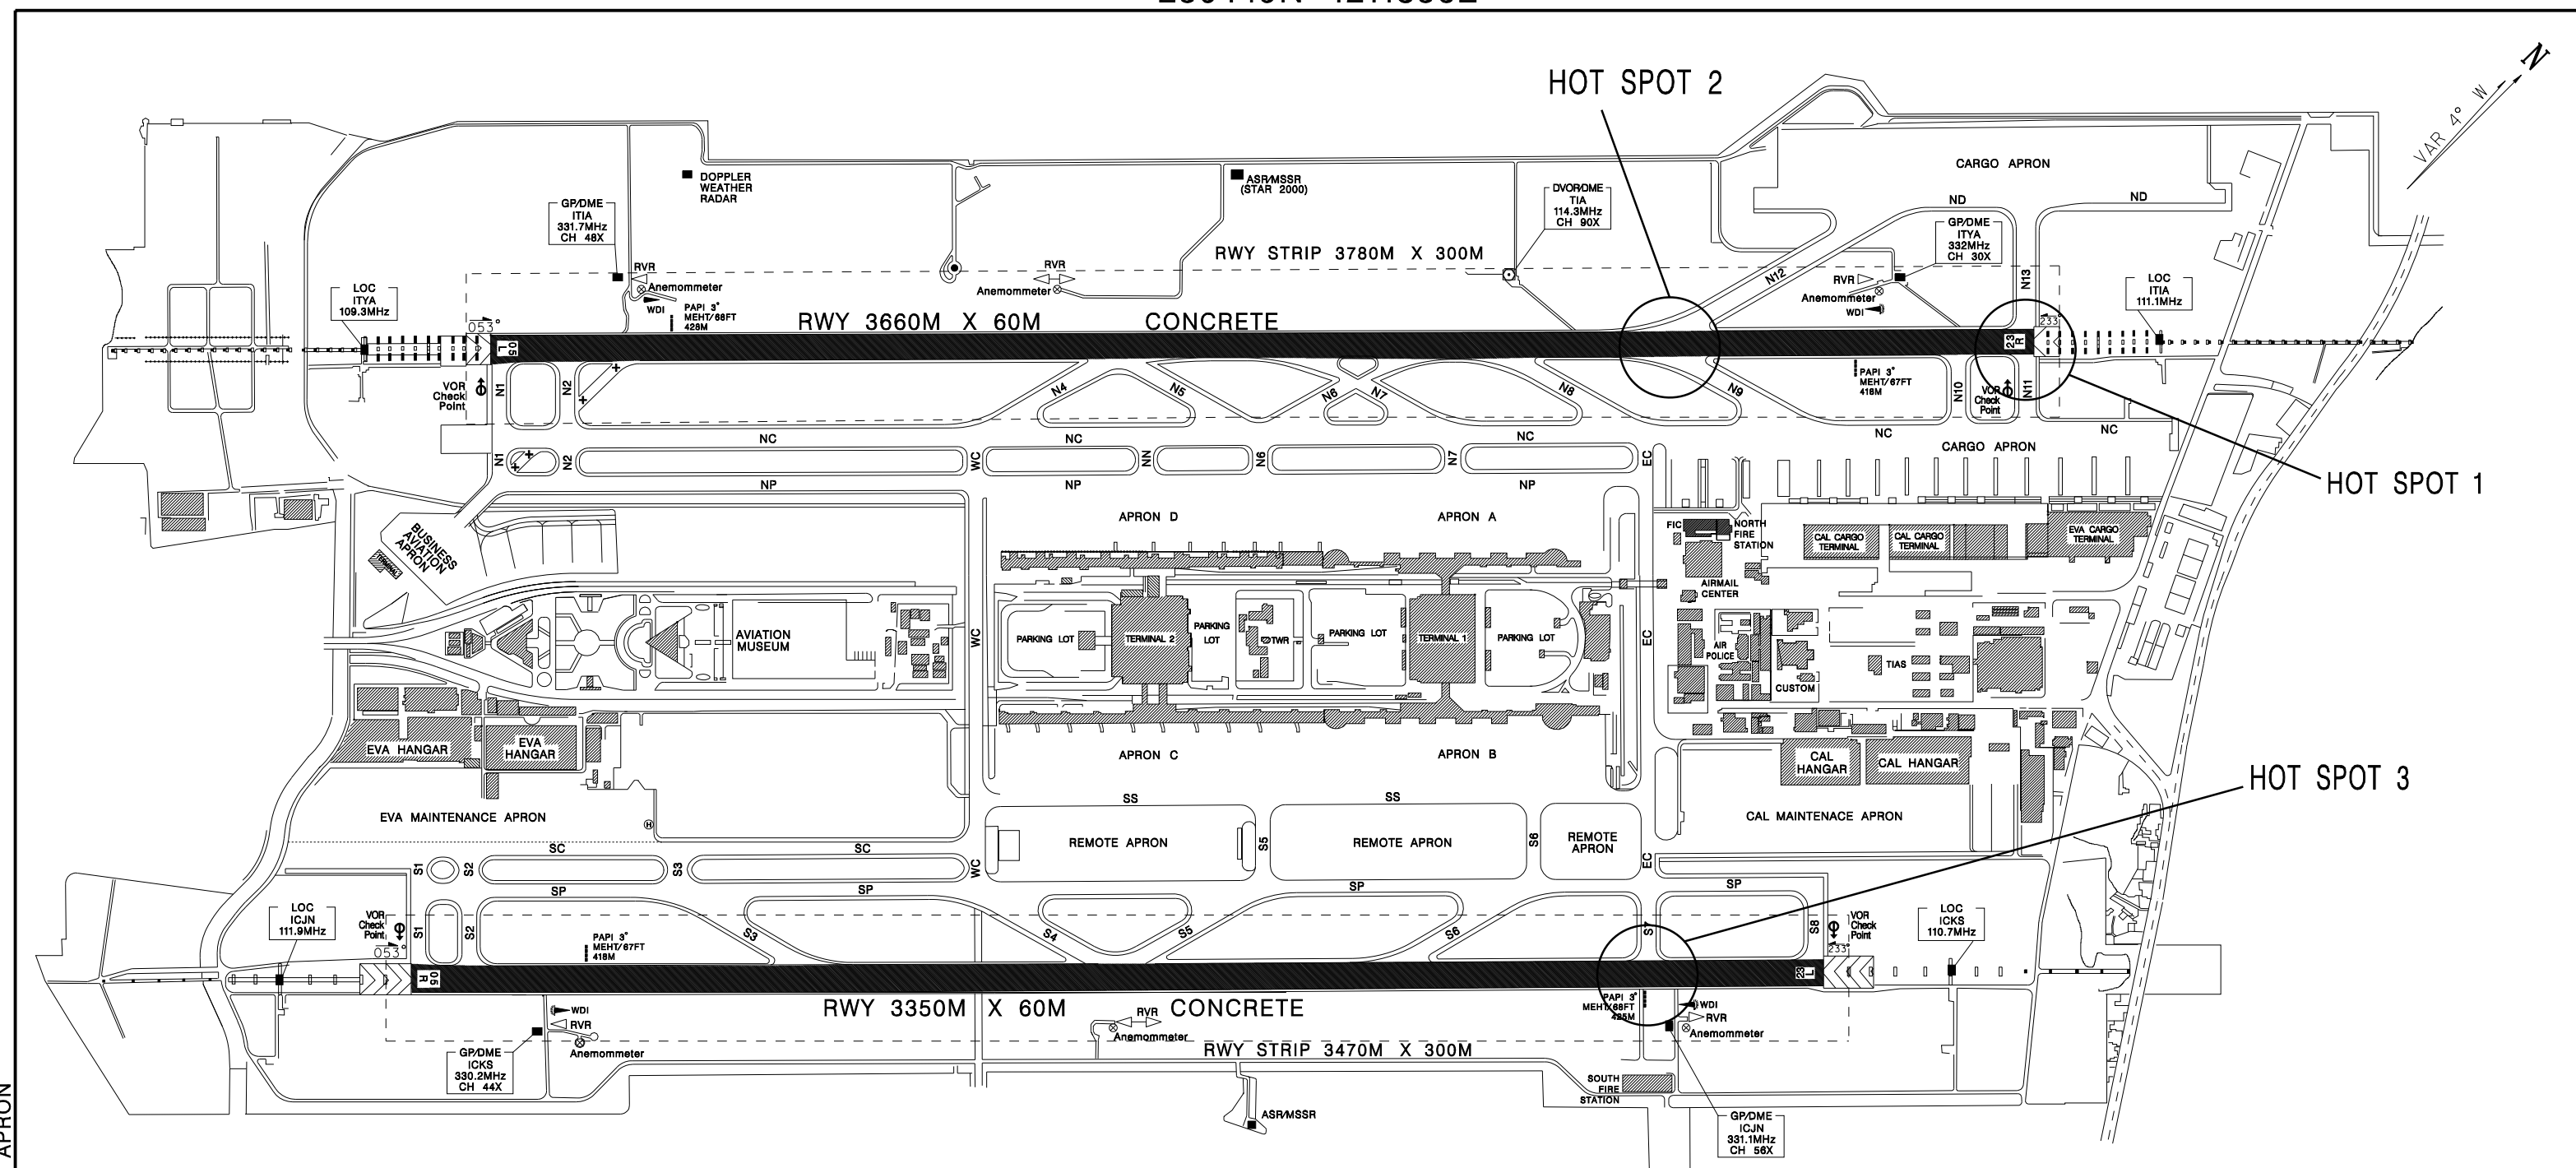 HOT SPOT 2
N
VAR 4° W
CARGO APRON
DOPPLER
WEATHER
RADAR
ASR/MSSR
(STAR 2000)
DVOR/DME
TIA
114.3MHz
CH 90X
GP/DME
ITIA
331.7MHz
CH 48X
ND
ND
GP/DME
ITYA
332MHz
CH 30X
RWY STRIP 3780M X 300M
RVR
Anemommeter
WDI
RVR
Anemommeter
N12
RVR
Anemommeter
WDI
N13
LOC
ITYA
109.3MHz
LOC
ITIA
111.1MHz
PAPI 3°
MEHT/68FT
428M
053°
RWY 3660M X 60M CONCRETE
233
05
L
23
R
VOR
Check
Point
N1
N2
N4
N5
N6
N7
N8
N9
PAPI 3°
MEHT/67FT
418M
N10
VOR
Check
Point
N11
NC
NC
NC
NC
NC
CARGO APRON
N1
N2
WC
NN
N6
N7
EC
HOT SPOT 1
NP
NP
NP
APRON D
APRON A
BUSINESS
AVIATION
APRON
TERMINAL
FIC
NORTH
FIRE
STATION
CAL CARGO
TERMINAL
CAL CARGO
TERMINAL
EVA CARGO
TERMINAL
AIRMAIL
CENTER
AVIATION
MUSEUM
WC
PARKING LOT
TERMINAL 2
PARKING
LOT
TWR
PARKING LOT
TERMINAL 1
PARKING LOT
EC
AIR
POLICE
CUSTOM
TIAS
EVA HANGAR
EVA
HANGAR
APRON C
APRON B
CAL
HANGAR
CAL HANGAR
HOT SPOT 3
EVA MAINTENANCE APRON
H
SS
SS
REMOTE APRON
S5
REMOTE APRON
S6
REMOTE
APRON
CAL MAINTENACE APRON
SC
SC
S1
S2
S3
WC
EC
SP
SP
SP
SP
LOC
ICJN
111.9MHz
VOR
Check
Point
053°
S1
S2
PAPI 3°
MEHT/67FT
418M
S3
S4
S5
S6
S7
S8
VOR
Check
Point
233°
LOC
ICKS
110.7MHz
05
R
23
L
RWY 3350M X 60M CONCRETE
WDI
RVR
Anemommeter
RVR
Anemommeter
PAPI 3°
MEHT/68FT
425M
WDI
RVR
Anemommeter
RWY STRIP 3470M X 300M
GP/DME
ICKS
330.2MHz
CH 44X
SOUTH
FIRE
STATION
ASR/MSSR
GP/DME
ICJN
331.1MHz
CH 56X
APRON